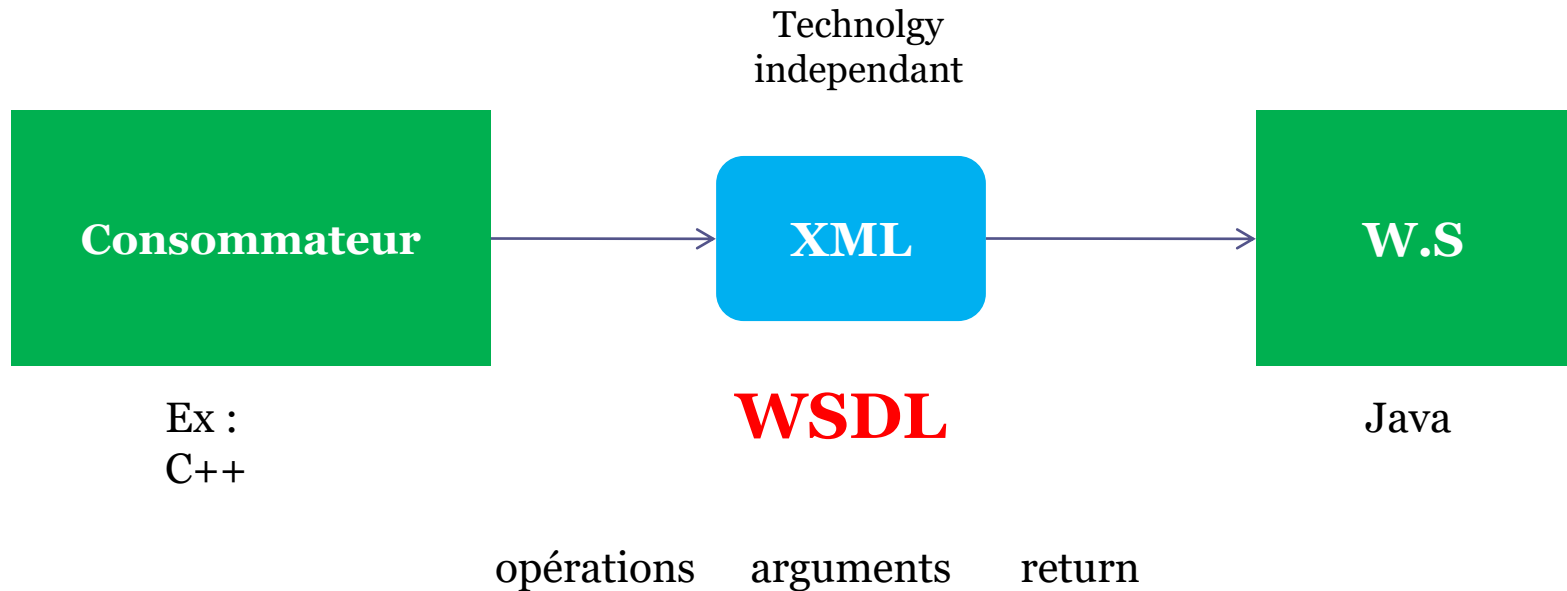 Technolgy
independant
Consommateur
XML
W.S
Ex :
C++
WSDL
Java
opérations arguments return